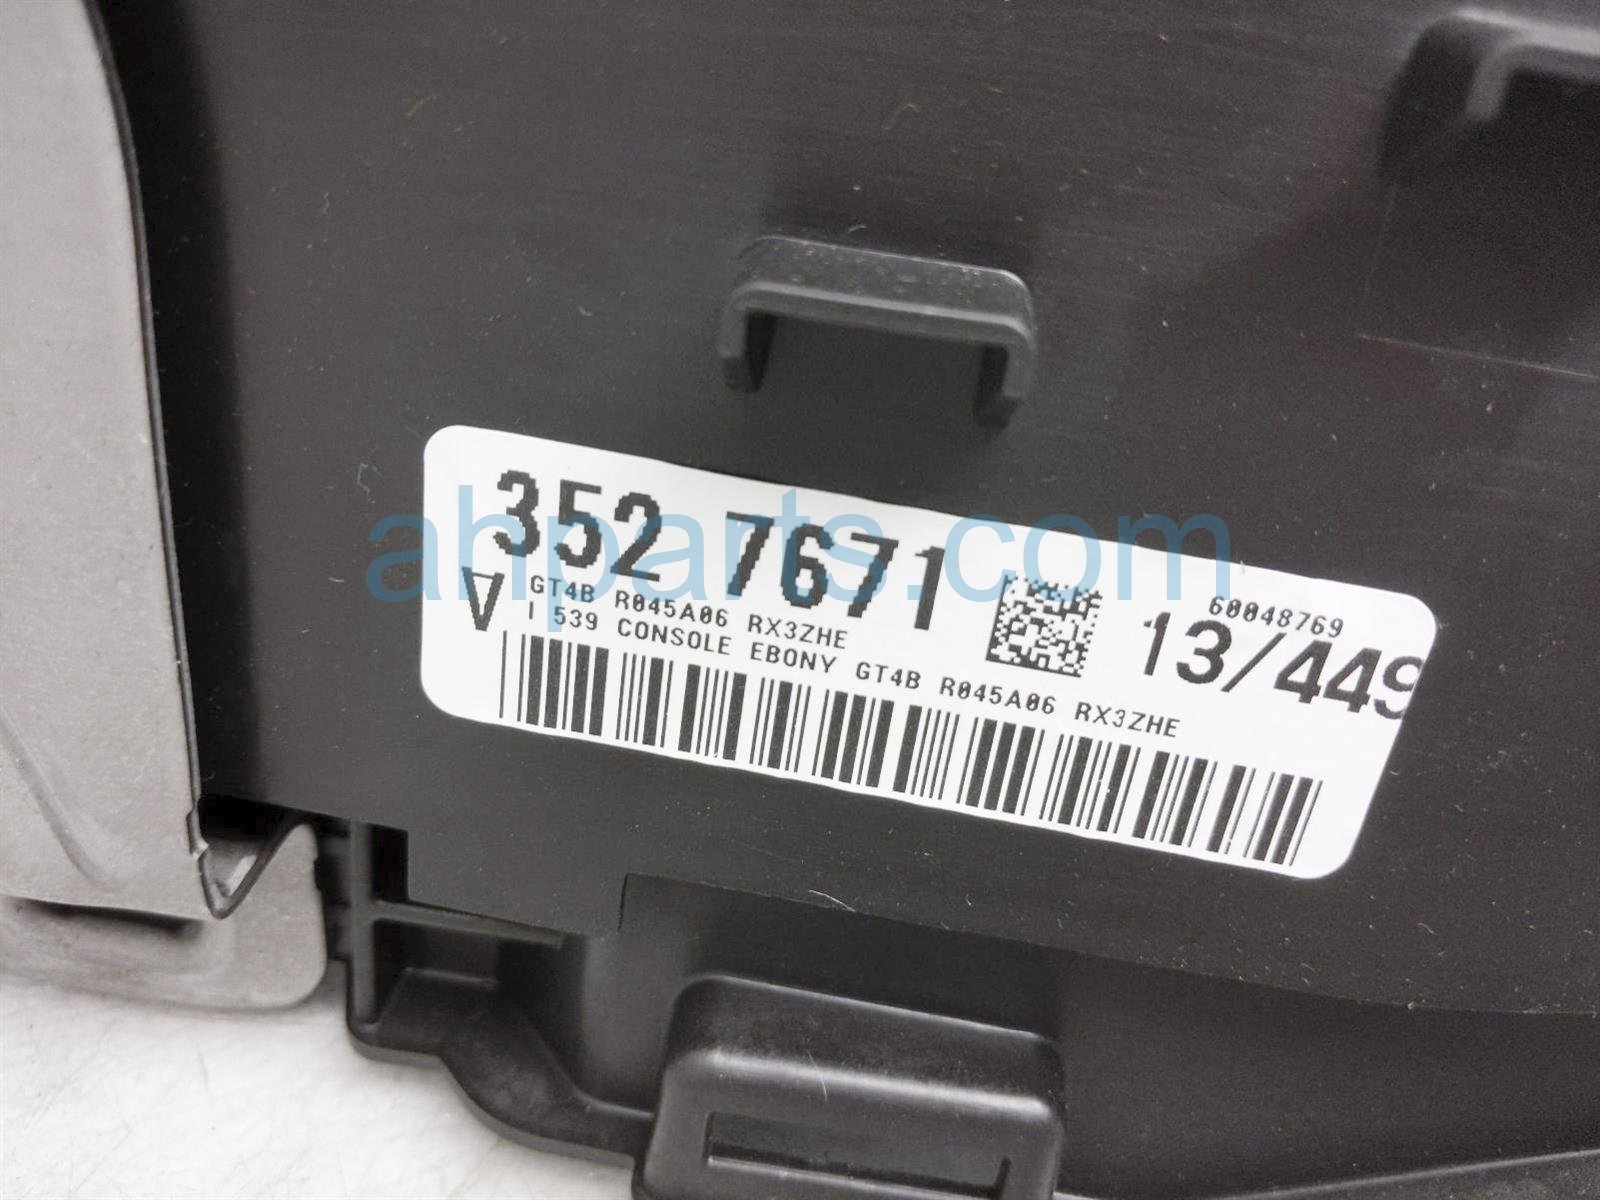 352 7671
60048769
V GT4B R045A06 RX3ZHE
13/449
I 539 CONSOLE EBONY GT4B R045A06 RX3ZHE
ahparts.com